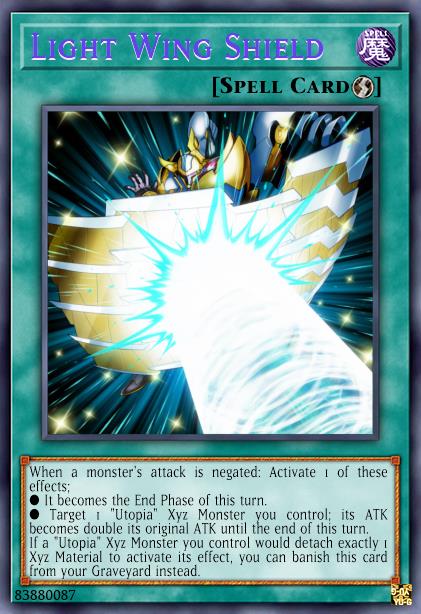 Light Wing Shield
SPELL
魔
[Spell Card]
When a monster's attack is negated: Activate 1 of these
effects;
● It becomes the End Phase of this turn.
● Target 1 "Utopia" Xyz Monster you control; its ATK
becomes double its original ATK until the end of this turn.
If a "Utopia" Xyz Monster you control would detach exactly 1
Xyz Material to activate its effect, you can banish this card
from your Graveyard instead.
83880087